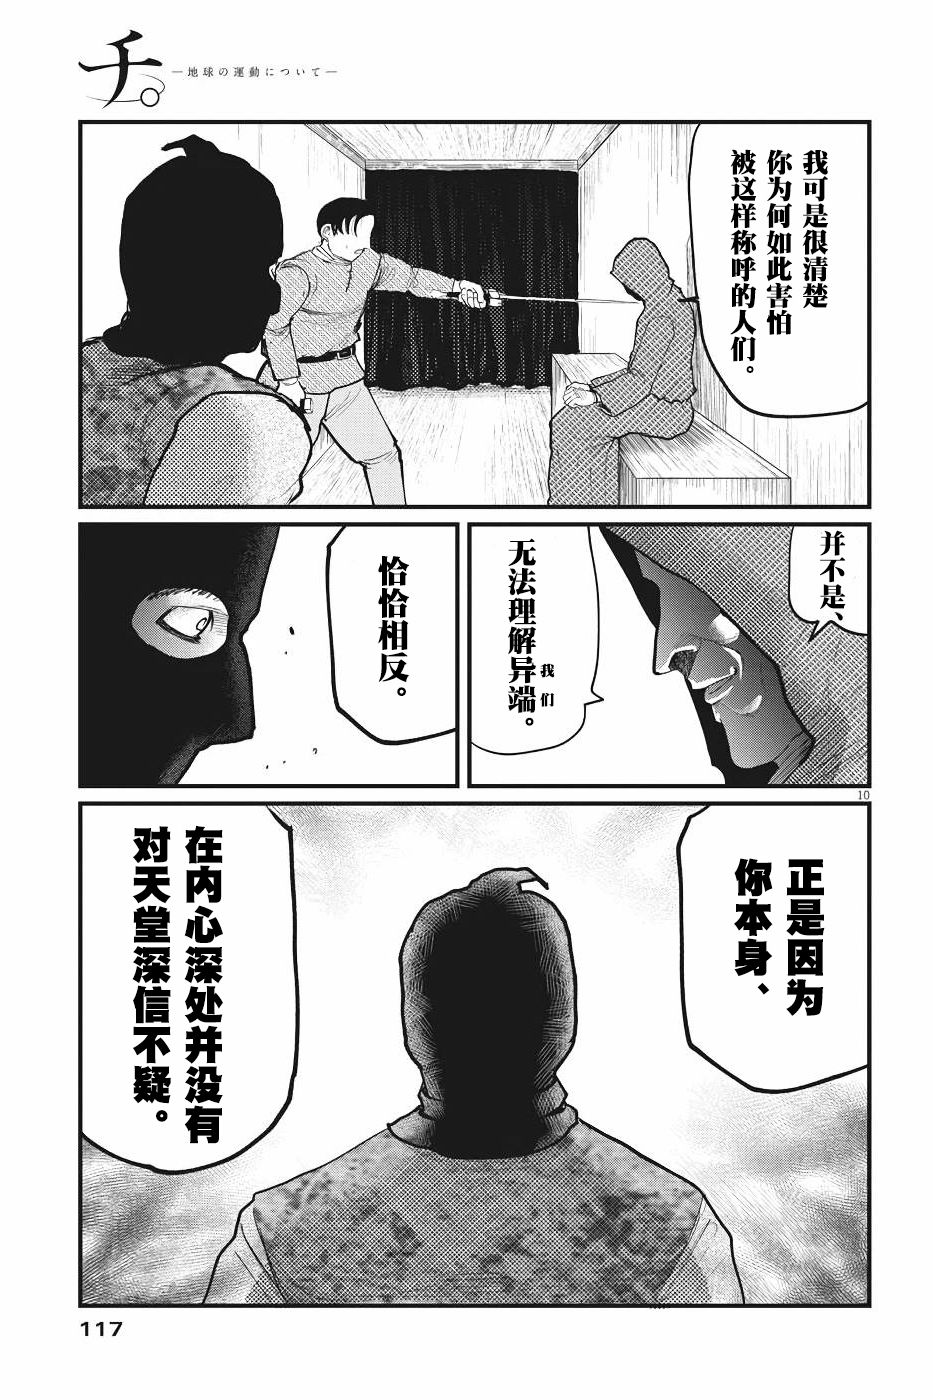 チ。
―地球の運動について―
我可是很清楚
你为何如此害怕
被这样称呼的人们。
并不是、
无法理解异端。
我们
恰恰相反。
10
正是因为
你本身、
在内心深处并没有
对天堂深信不疑。
117